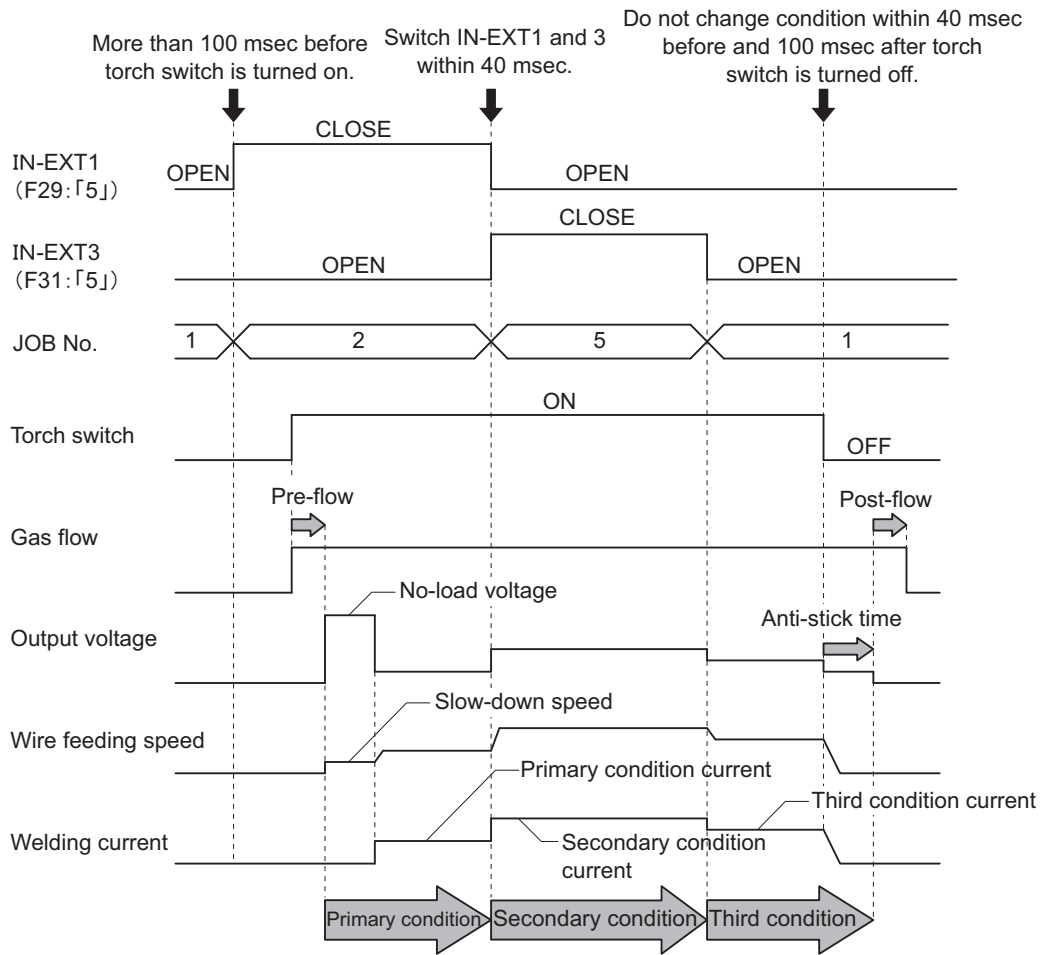 More than 100 msec before
torch switch is turned on.
Switch IN-EXT1 and 3
within 40 msec.
Do not change condition within 40 msec
before and 100 msec after torch
switch is turned off.
IN-EXT1
（F29：「5」）
OPEN
CLOSE
OPEN
IN-EXT3
（F31：「5」）
OPEN
CLOSE
OPEN
JOB No.
1
2
5
1
Torch switch
ON
OFF
Pre-flow
Post-flow
Gas flow
No-load voltage
Output voltage
Anti-stick time
Slow-down speed
Wire feeding speed
Primary condition current
Third condition current
Welding current
Secondary condition
current
Primary condition
Secondary condition
Third condition